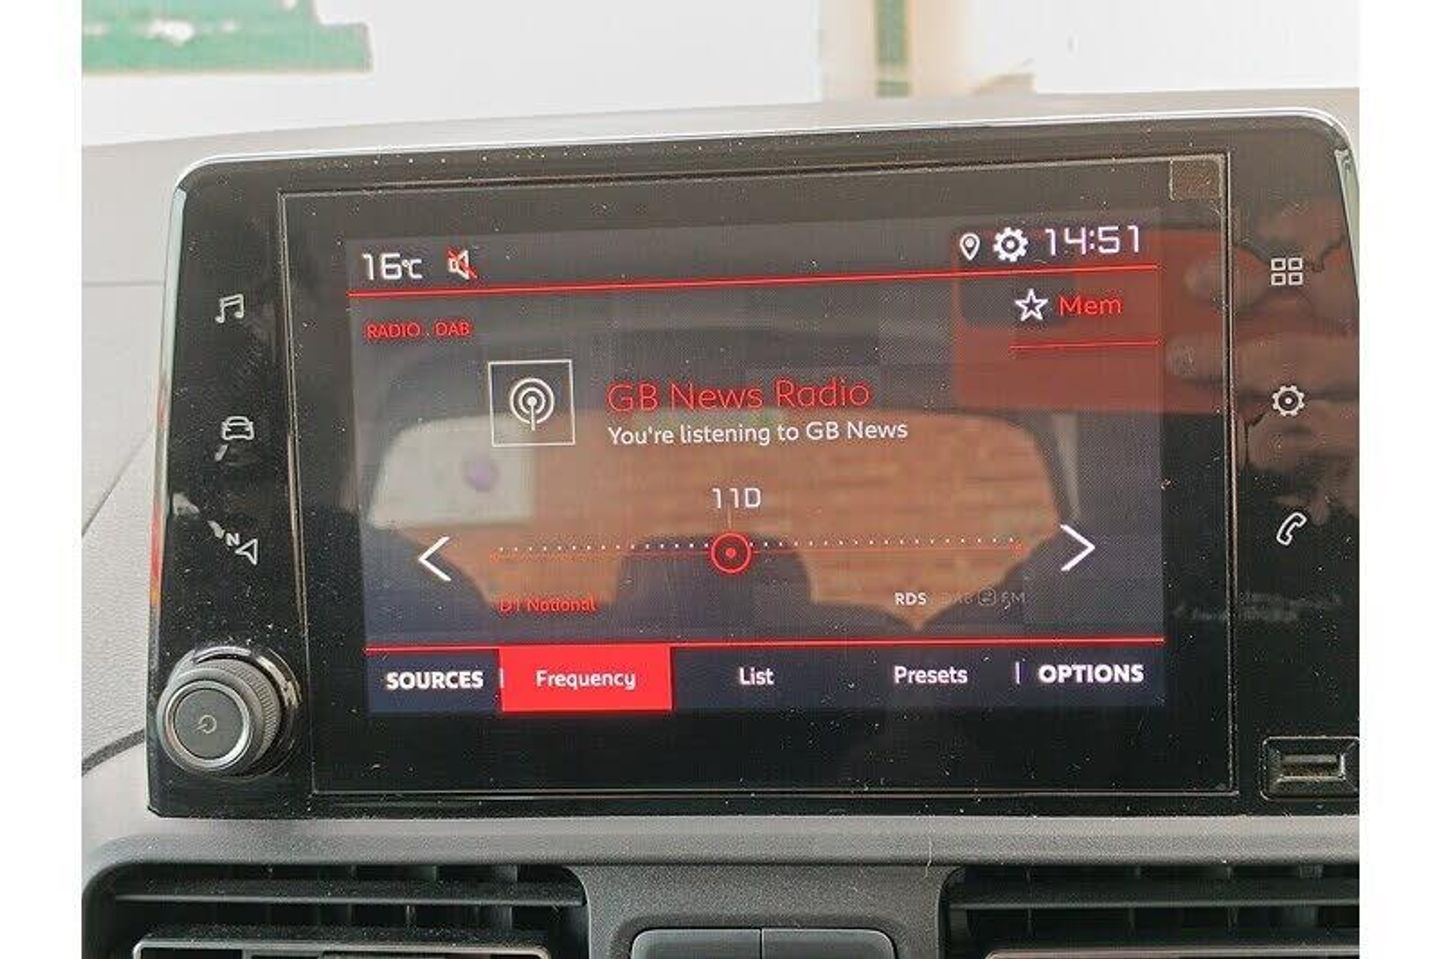 16°C
14:51
Mem
RADIO . DAB
GB News Radio
You're listening to GB News
11D
D1 National
RDS DAB FM
SOURCES Frequency List Presets OPTIONS
N